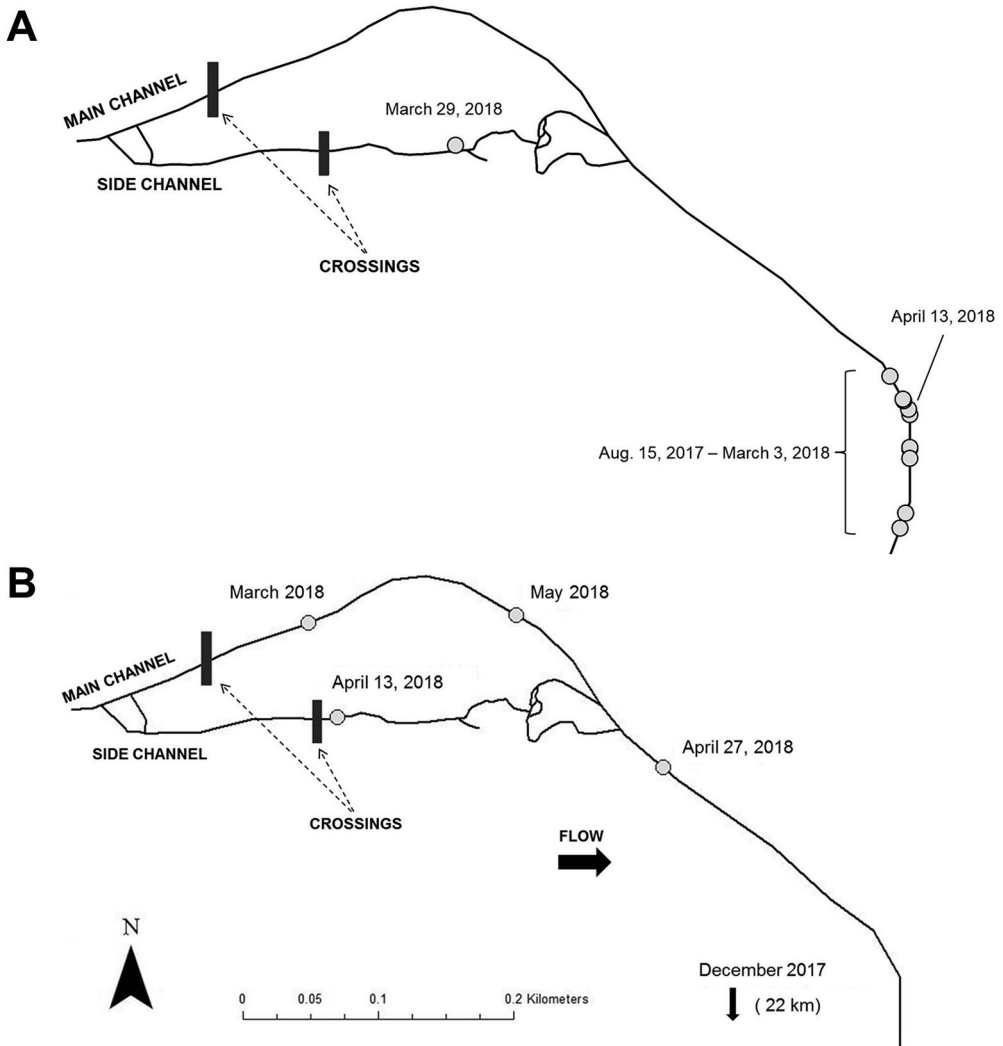 A
MAIN CHANNEL
March 29, 2018
SIDE CHANNEL
CROSSINGS
April 13, 2018
Aug. 15, 2017 – March 3, 2018
B
March 2018
May 2018
MAIN CHANNEL
April 13, 2018
SIDE CHANNEL
April 27, 2018
CROSSINGS
FLOW
N
December 2017
( 22 km)
0 0.05 0.1 0.2 Kilometers